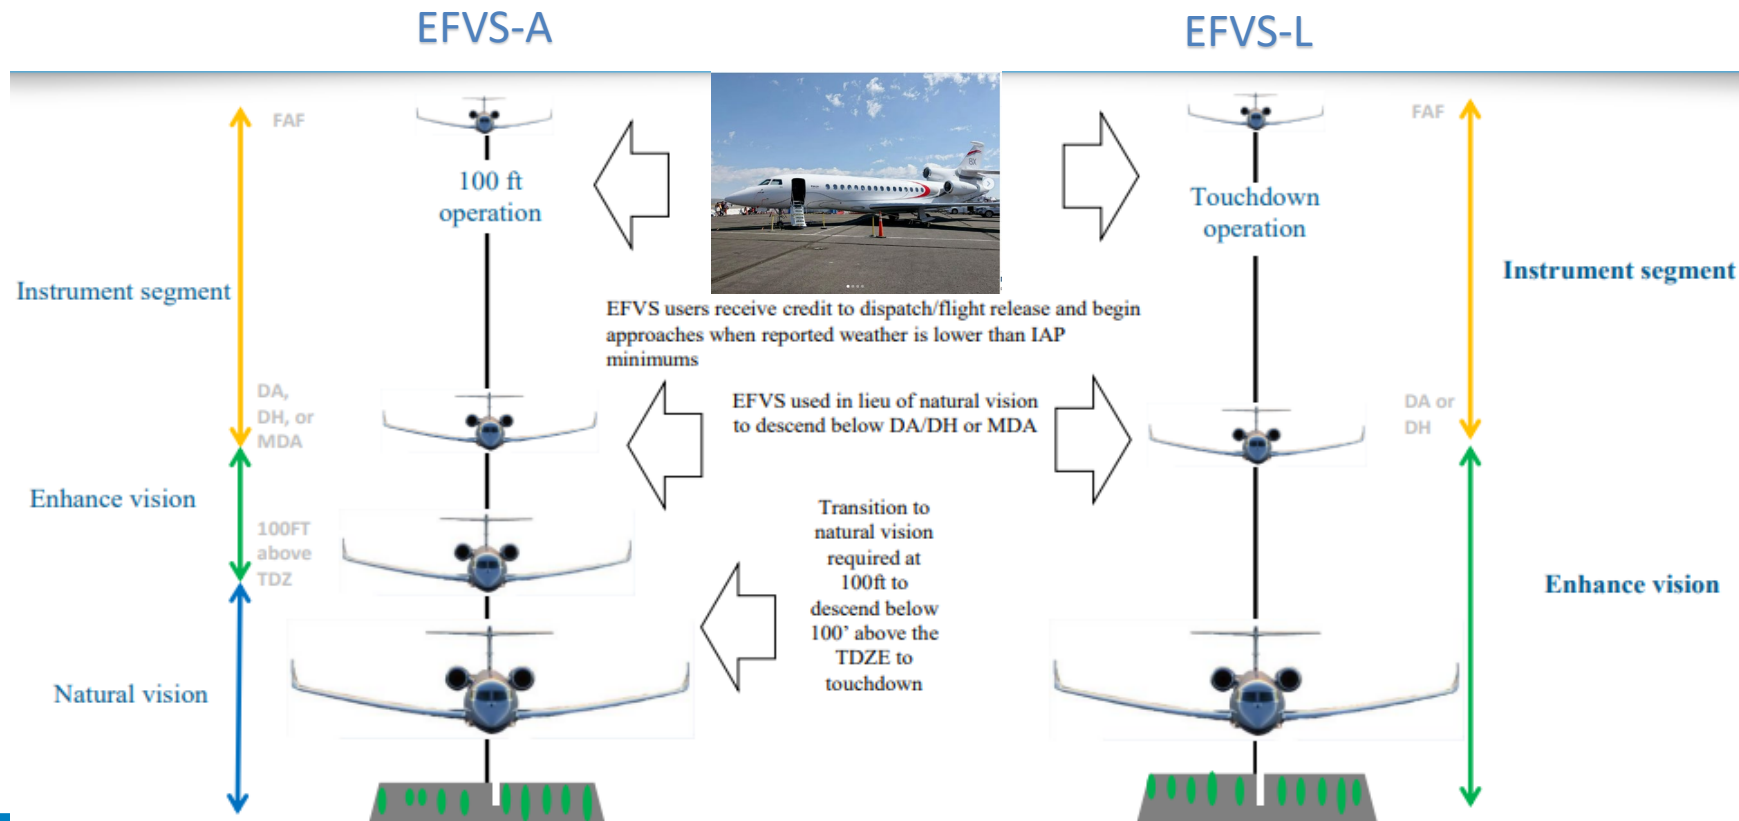 EFVS-A
EFVS-L
FAF
100 ft
operation
Instrument segment
DA,
DH, or
MDA
Enhance vision
100FT
above
TDZ
Natural vision
8X
EFVS users receive credit to dispatch/flight release and begin
approaches when reported weather is lower than IAP
minimums
EFVS used in lieu of natural vision
to descend below DA/DH or MDA
Transition to
natural vision
required at
100ft to
descend below
100’ above the
TDZE to
touchdown
FAF
Touchdown
operation
Instrument segment
DA or
DH
Enhance vision